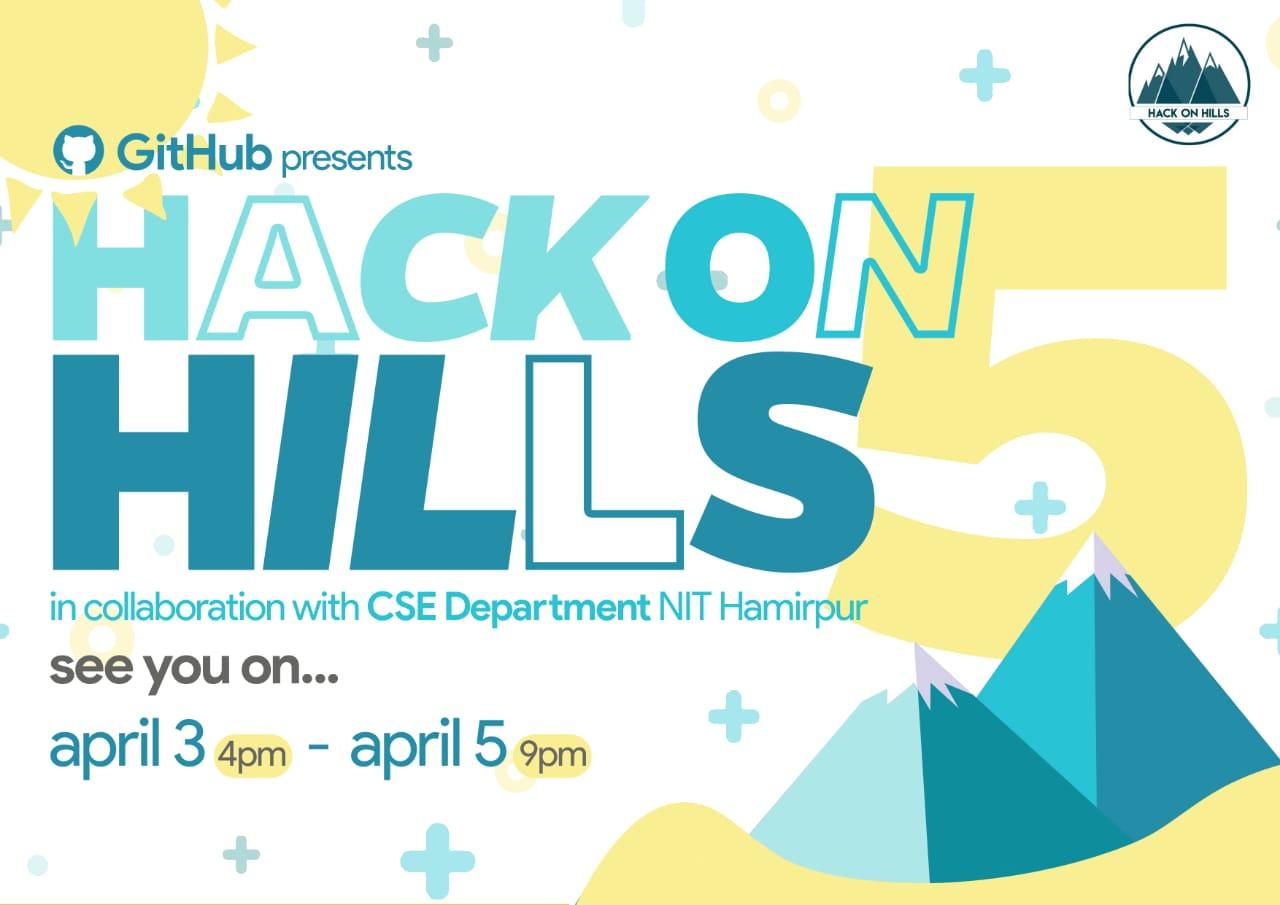 HACK ON HILLS
GitHub presents
HACK ON 5
HILLS
in collaboration with CSE Department NIT Hamirpur
see you on...
april 3 4pm - april 5 9pm